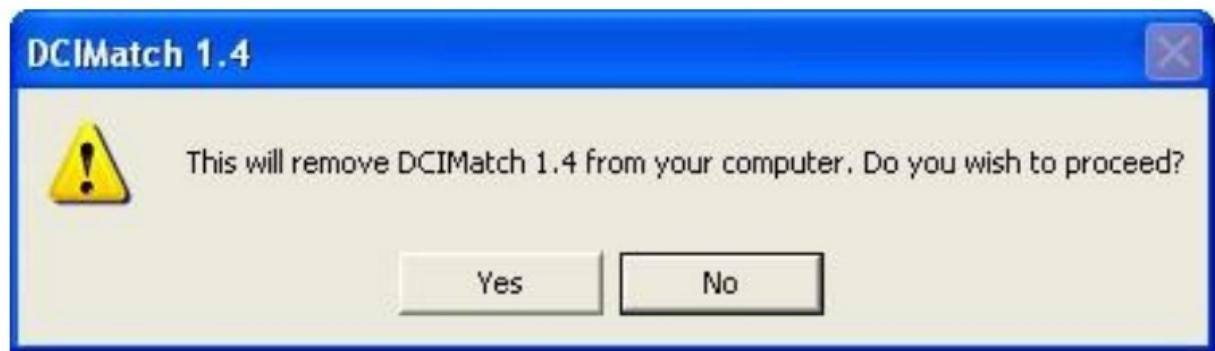 DCIMatch 1.4
This will remove DCIMatch 1.4 from your computer. Do you wish to proceed?
Yes
No